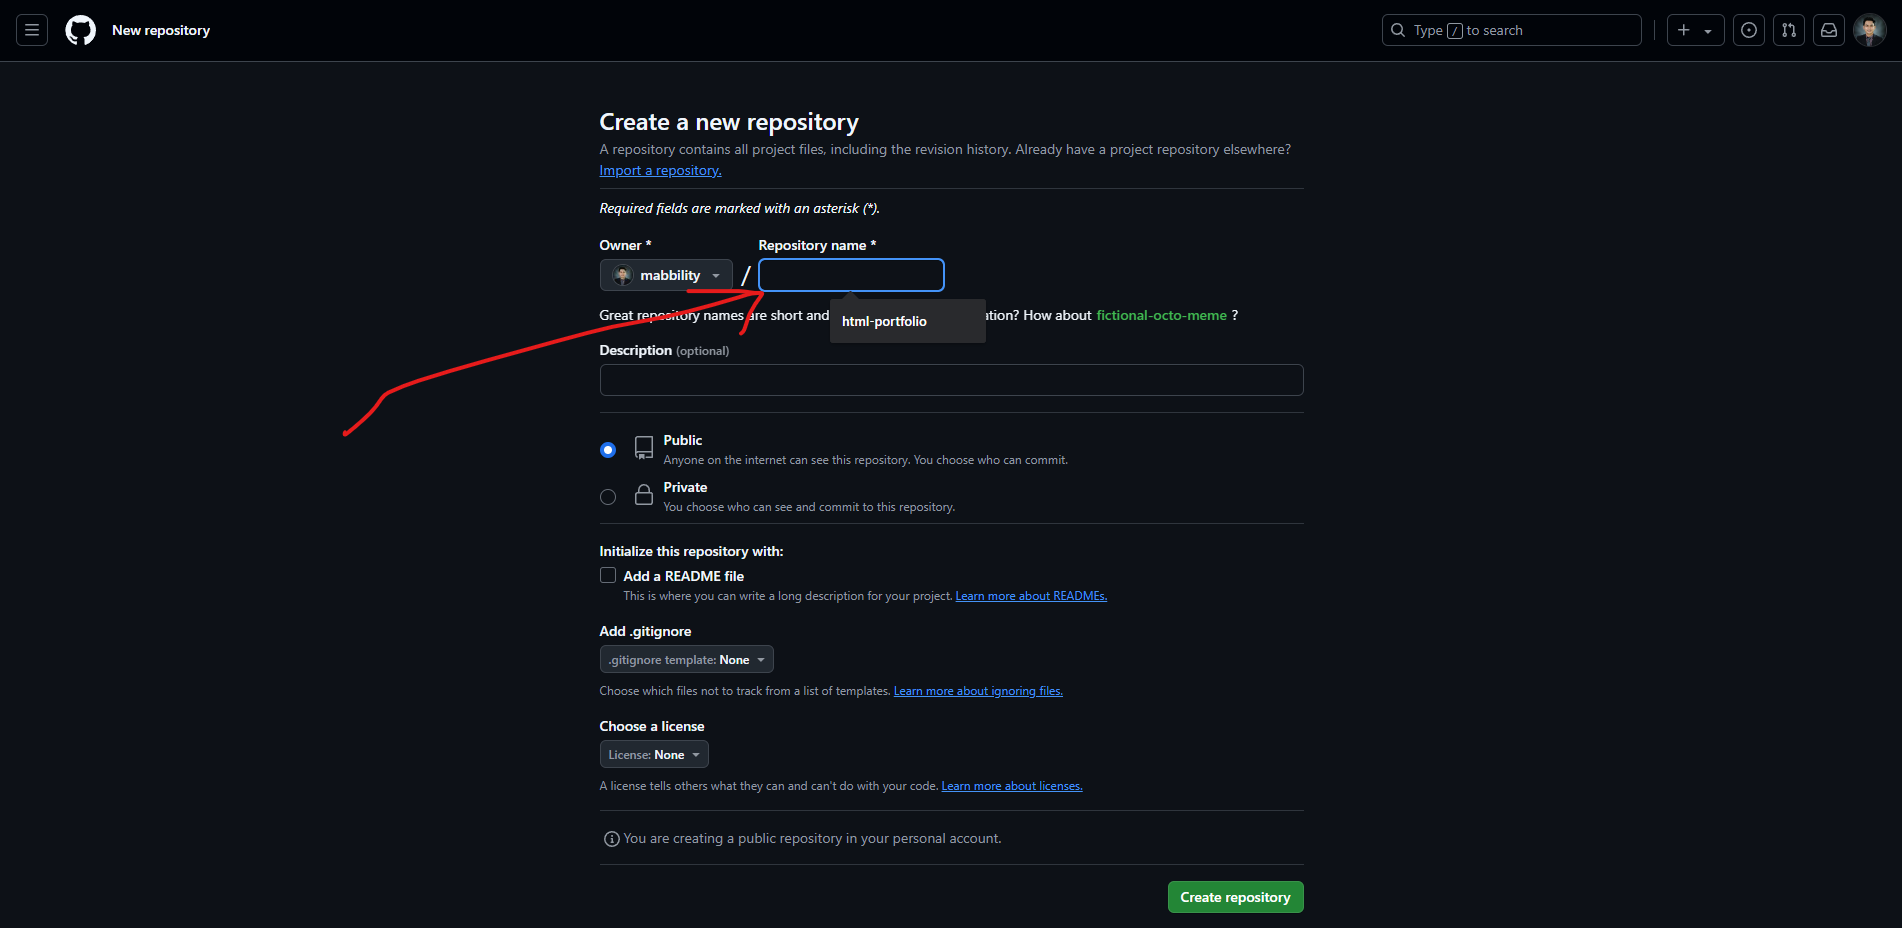 New repository
Type / to search
Create a new repository
A repository contains all project files, including the revision history. Already have a project repository elsewhere?
Import a repository.
Required fields are marked with an asterisk (*).
Owner * Repository name *
mabbility /
Great repository names are short and ation? How about fictional-octo-meme ?
html-portfolio
Description (optional)
Public
Anyone on the internet can see this repository. You choose who can commit.
Private
You choose who can see and commit to this repository.
Initialize this repository with:
Add a README file
This is where you can write a long description for your project. Learn more about READMEs.
Add .gitignore
.gitignore template: None
Choose which files not to track from a list of templates. Learn more about ignoring files.
Choose a license
License: None
A license tells others what they can and can't do with your code. Learn more about licenses.
You are creating a public repository in your personal account.
Create repository